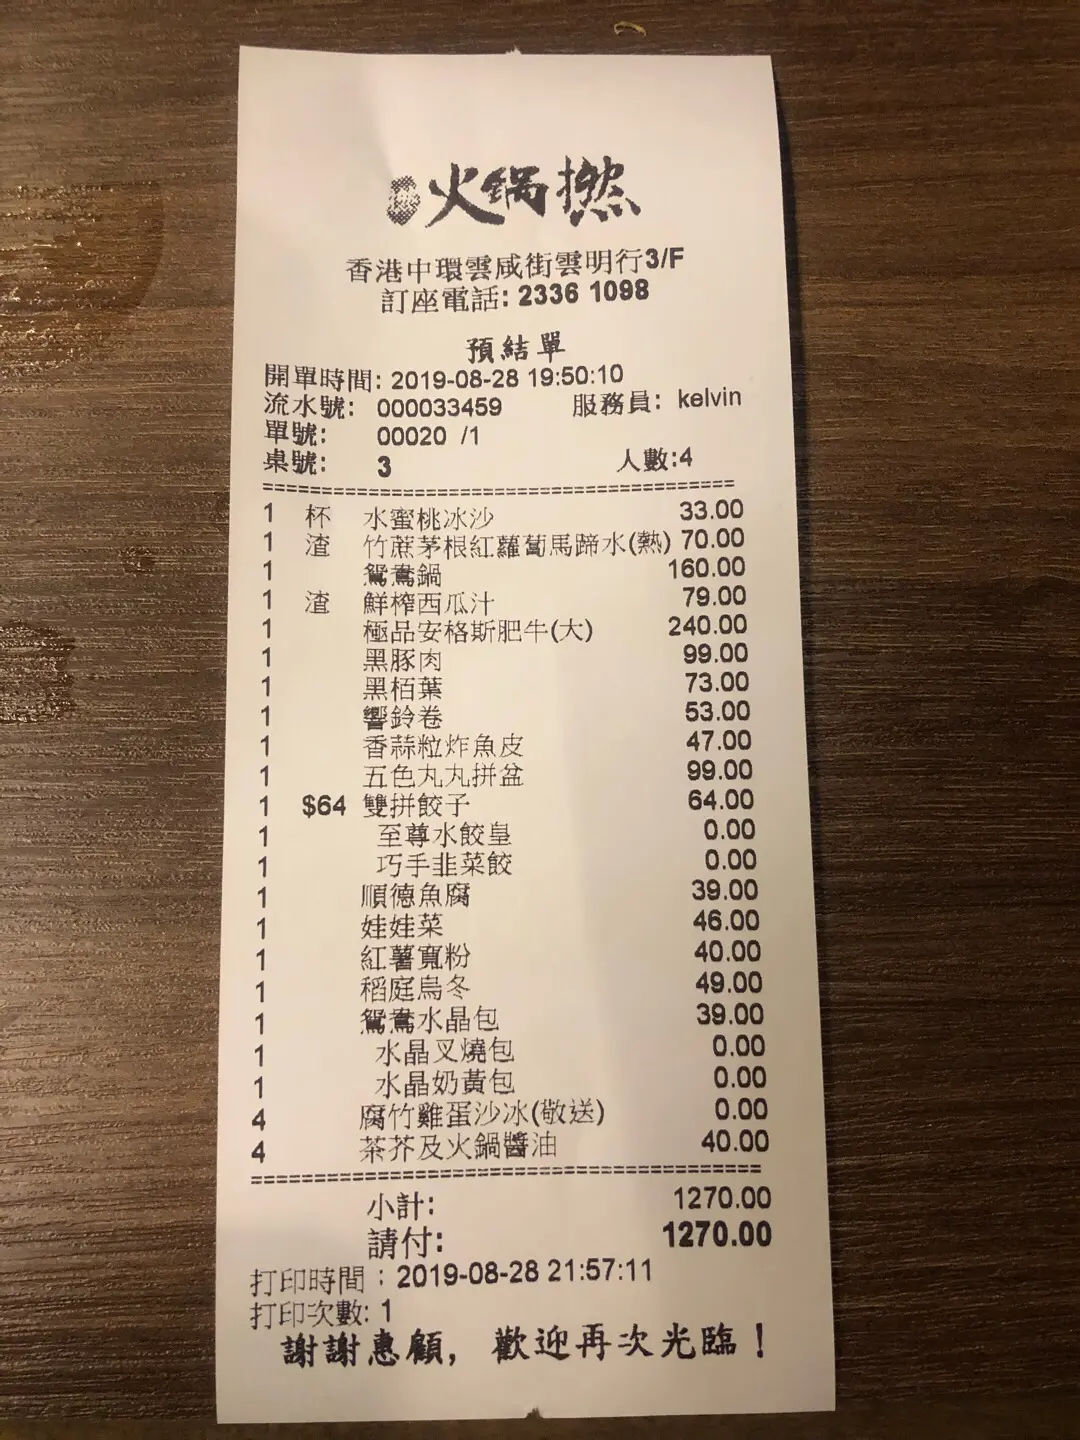 火鍋撚
香港中環雲咸街雲明行3/F
訂座電話: 2336 1098
預結單
開單時間: 2019-08-28 19:50:10
流水號: 000033459 服務員: kelvin
單號: 00020 /1
桌號: 3 人數:4
1 杯 水蜜桃冰沙 33.00
1 渣 竹蔗茅根紅蘿蔔馬蹄水(熱) 70.00
1 鴛鴦鍋 160.00
1 渣 鮮榨西瓜汁 79.00
1 極品安格斯肥牛(大) 240.00
1 黑豚肉 99.00
1 黑栢葉 73.00
1 響鈴卷 53.00
1 香蒜粒炸魚皮 47.00
1 五色丸丸拼盆 99.00
1 $64 雙拼餃子 64.00
1 至尊水餃皇 0.00
1 巧手韭菜餃 0.00
1 順德魚腐 39.00
1 娃娃菜 46.00
1 紅薯寬粉 40.00
1 稻庭烏冬 49.00
1 鴛鴦水晶包 39.00
1 水晶叉燒包 0.00
1 水晶奶黃包 0.00
4 腐竹雞蛋沙冰(敬送) 0.00
4 茶芥及火鍋醬油 40.00
小計: 1270.00
請付: 1270.00
打印時間：2019-08-28 21:57:11
打印次數: 1
謝謝惠顧，歡迎再次光臨！